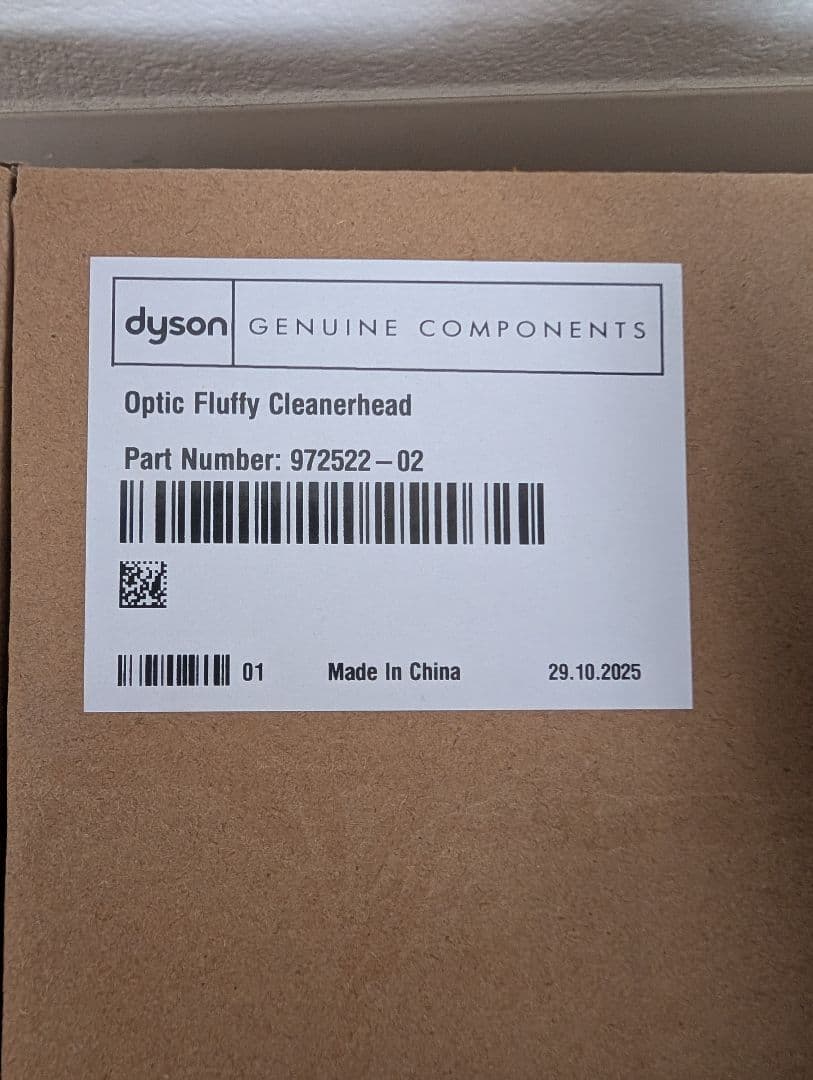 dyson GENUINE COMPONENTS
Optic Fluffy Cleanerhead
Part Number: 972522–02
01 Made In China 29.10.2025